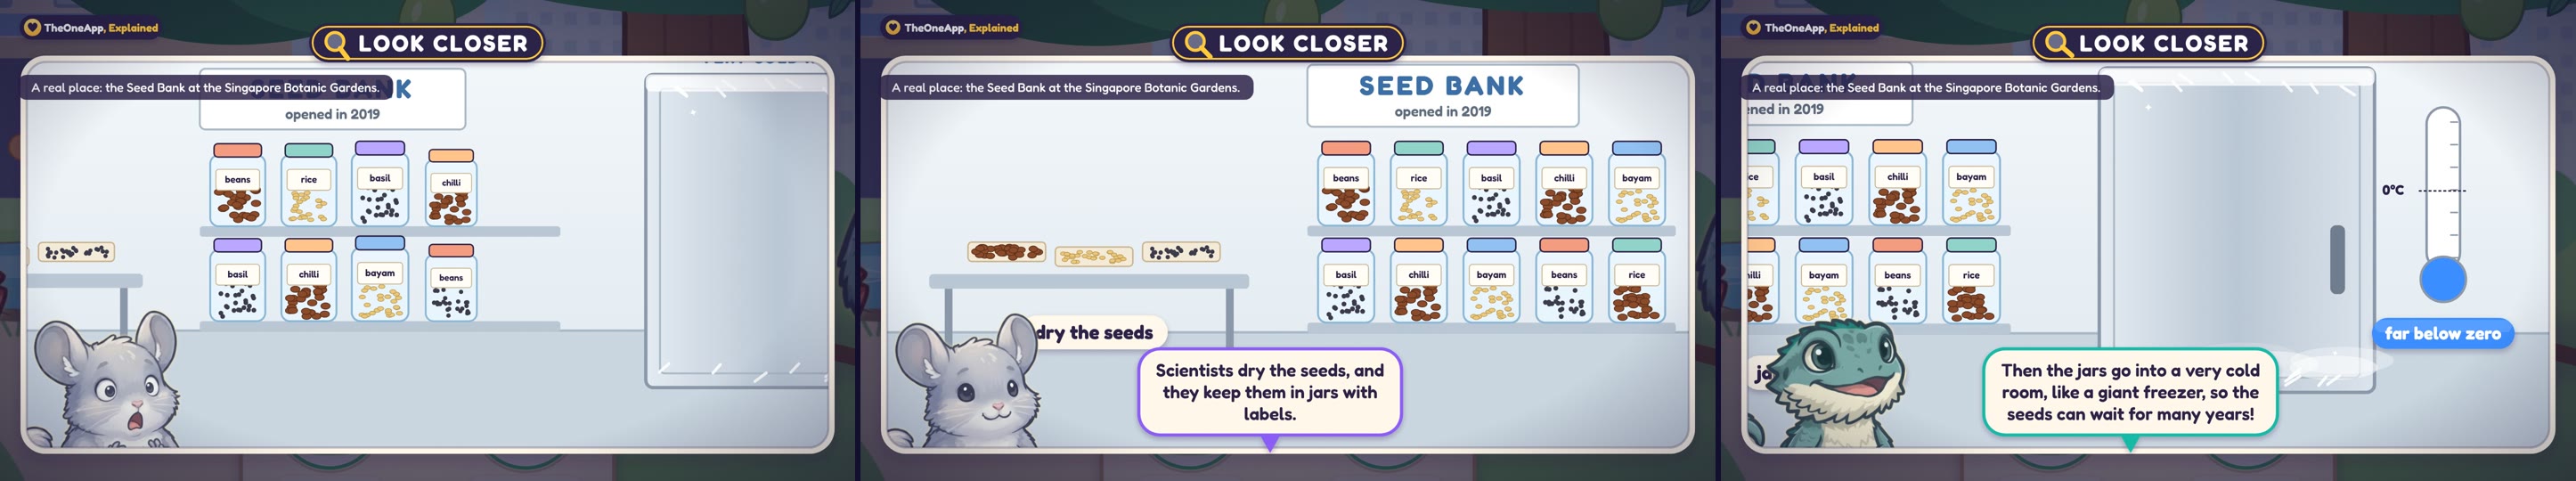 TheOneApp, Explained
LOOK CLOSER
A real place: the Seed Bank at the Singapore Botanic Gardens.
opened in 2019
beans rice basil chilli
basil chilli bayam beans
TheOneApp, Explained
LOOK CLOSER
A real place: the Seed Bank at the Singapore Botanic Gardens.
SEED BANK
opened in 2019
beans rice basil chilli bayam
basil chilli bayam beans rice
dry the seeds
Scientists dry the seeds, and
they keep them in jars with
labels.
TheOneApp, Explained
LOOK CLOSER
A real place: the Seed Bank at the Singapore Botanic Gardens.
in 2019
basil chilli bayam
bayam beans rice
0°C
far below zero
Then the jars go into a very cold
room, like a giant freezer, so the
seeds can wait for many years!